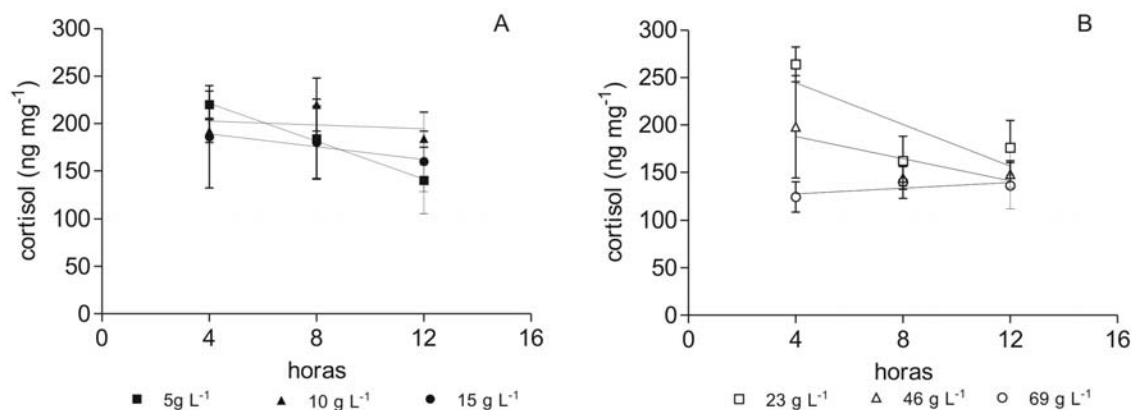 A
cortisol (ng mg⁻¹)
300
250
200
150
100
50
0
0 4 8 12 16
horas
■ 5g L⁻¹ ▲ 10 g L⁻¹ ● 15 g L⁻¹
B
cortisol (ng mg⁻¹)
300
250
200
150
100
50
0
0 4 8 12 16
horas
□ 23 g L⁻¹ △ 46 g L⁻¹ ○ 69 g L⁻¹